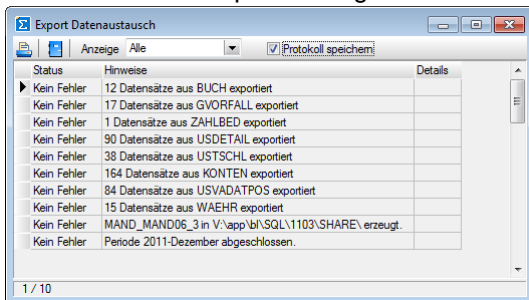 Export Datenaustausch
Anzeige Alle Protokoll speichern
Status Hinweise Details
Kein Fehler 12 Datensätze aus BUCH exportiert
Kein Fehler 17 Datensätze aus GVORFALL exportiert
Kein Fehler 1 Datensätze aus ZAHLBED exportiert
Kein Fehler 90 Datensätze aus USDETAIL exportiert
Kein Fehler 38 Datensätze aus USTSCHL exportiert
Kein Fehler 164 Datensätze aus KONTEN exportiert
Kein Fehler 84 Datensätze aus USVADATPOS exportiert
Kein Fehler 15 Datensätze aus WAEHR exportiert
Kein Fehler MAND_MAND06_3 in V:\app\bl\SQL\1103\SHARE\ erzeugt.
Kein Fehler Periode 2011-Dezember abgeschlossen.
1 / 10